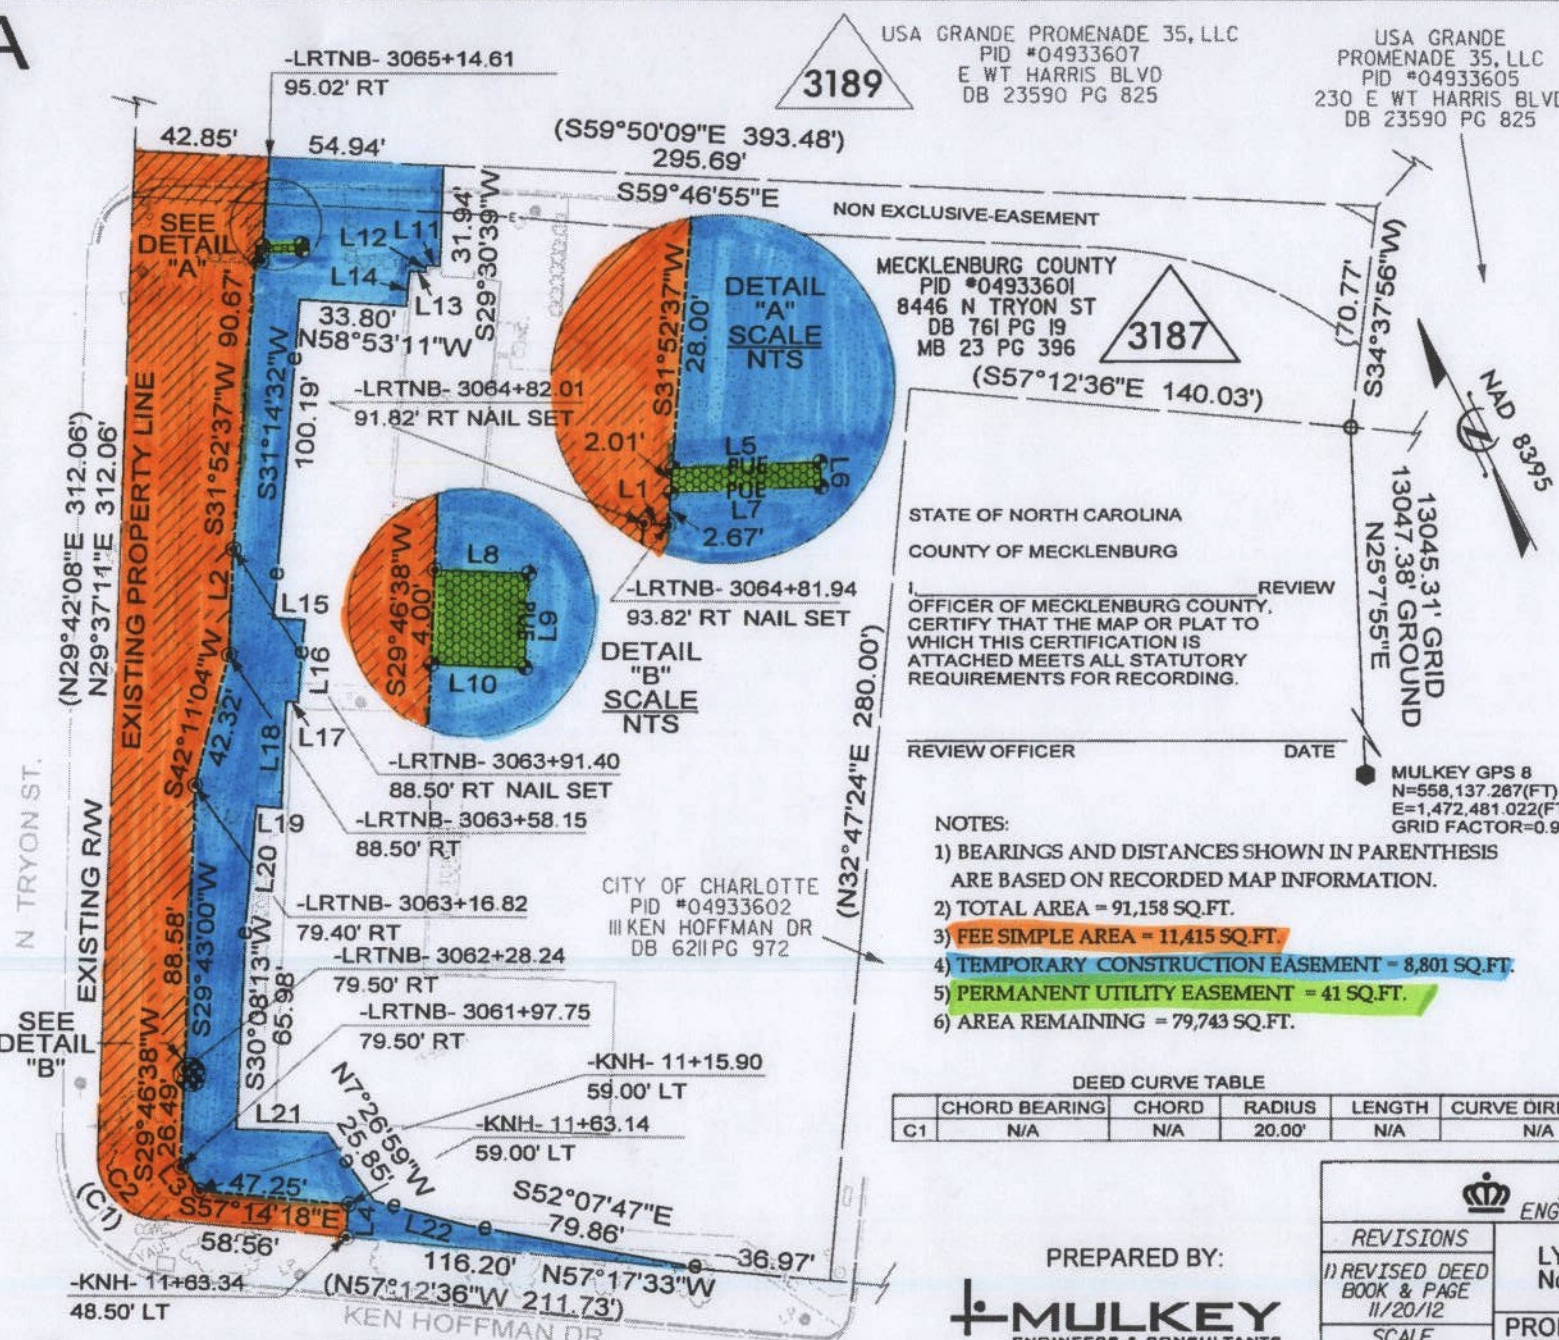 A
-LRTNB- 3065+14.61
95.02' RT
3189
USA GRANDE PROMENADE 35, LLC
PID #04933607
E WT HARRIS BLVD
DB 23590 PG 825
USA GRANDE
PROMENADE 35, LLC
PID #04933605
230 E WT HARRIS BLVD
DB 23590 PG 825
42.85'
54.94'
(S59°50'09"E 393.48')
295.69'
S59°46'55"E
NON EXCLUSIVE-EASEMENT
SEE
DETAIL
"A"
L12
L11
L14
L13
31.94'
S29°30'39"W
33.80'
N58°53'11"W
S31°52'37"W 90.67'
S31°14'32"W
100.19'
-LRTNB- 3064+82.01
91.82' RT NAIL SET
DETAIL
"A"
SCALE
NTS
S31°52'37"W
28.00'
2.01'
L5
PUE
PUE
L6
L7
L1
2.67'
-LRTNB- 3064+81.94
93.82' RT NAIL SET
MECKLENBURG COUNTY
PID #04933601
8446 N TRYON ST
DB 761 PG 19
MB 23 PG 396
3187
(S57°12'36"E 140.03')
(70.77'
S34°37'56"W)
NAD 83/95
13045.31' GRID
13047.38' GROUND
N25°7'55"E
(N29°42'08"E 312.06')
N29°37'11"E 312.06'
EXISTING PROPERTY LINE
EXISTING R/W
N TRYON ST.
L2
L15
L16
L17
L18
L19
L20
S42°11'04"W
42.32'
L8
S29°46'38"W
4.00'
PUE
L9
L10
DETAIL
"B"
SCALE
NTS
STATE OF NORTH CAROLINA
COUNTY OF MECKLENBURG
I, REVIEW
OFFICER OF MECKLENBURG COUNTY,
CERTIFY THAT THE MAP OR PLAT TO
WHICH THIS CERTIFICATION IS
ATTACHED MEETS ALL STATUTORY
REQUIREMENTS FOR RECORDING.
REVIEW OFFICER DATE
MULKEY GPS 8
N=558,137.267(FT)
E=1,472,481.022(FT
GRID FACTOR=0.9
-LRTNB- 3063+91.40
88.50' RT NAIL SET
-LRTNB- 3063+58.15
88.50' RT
-LRTNB- 3063+16.82
79.40' RT
-LRTNB- 3062+28.24
79.50' RT
-LRTNB- 3061+97.75
79.50' RT
CITY OF CHARLOTTE
PID #04933602
111 KEN HOFFMAN DR
DB 6211 PG 972
(N32°47'24"E 280.00')
NOTES:
1) BEARINGS AND DISTANCES SHOWN IN PARENTHESIS
ARE BASED ON RECORDED MAP INFORMATION.
2) TOTAL AREA = 91,158 SQ.FT.
3) FEE SIMPLE AREA = 11,415 SQ.FT.
4) TEMPORARY CONSTRUCTION EASEMENT = 8,801 SQ.FT.
5) PERMANENT UTILITY EASEMENT = 41 SQ.FT.
6) AREA REMAINING = 79,743 SQ.FT.
88.58'
S29°43'00"W
S30°08'13"W
65.98'
SEE
DETAIL
"B"
S29°46'38"W
26.49'
L21
N7°26'59"W
25.85'
-KNH- 11+15.90
59.00' LT
-KNH- 11+63.14
59.00' LT
C2
(C1)
L3
47.25'
S57°14'18"E
58.56'
L4
L22
S52°07'47"E
79.86'
116.20'
N57°17'33"W
36.97'
(N57°12'36"W 211.73')
-KNH- 11+63.34
48.50' LT
KEN HOFFMAN DR
DEED CURVE TABLE
CHORD BEARING CHORD RADIUS LENGTH CURVE DIR
C1 N/A N/A 20.00' N/A N/A
PREPARED BY:
MULKEY
ENGINEERS & CONSULTANTS
ENG
REVISIONS
1) REVISED DEED
BOOK & PAGE
11/20/12
SCALE
LY
No
PRO